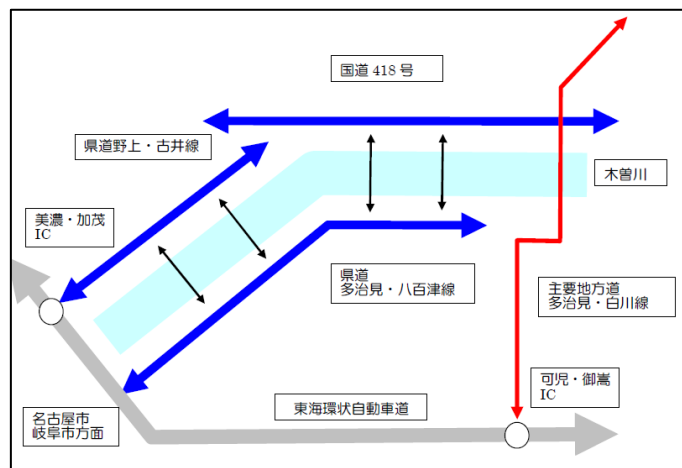 国道 418 号
県道野上・古井線
木曽川
美濃・加茂
IC
県道
多治見・八百津線
主要地方道
多治見・白川線
可児・御嵩
IC
東海環状自動車道
名古屋市
岐阜市方面